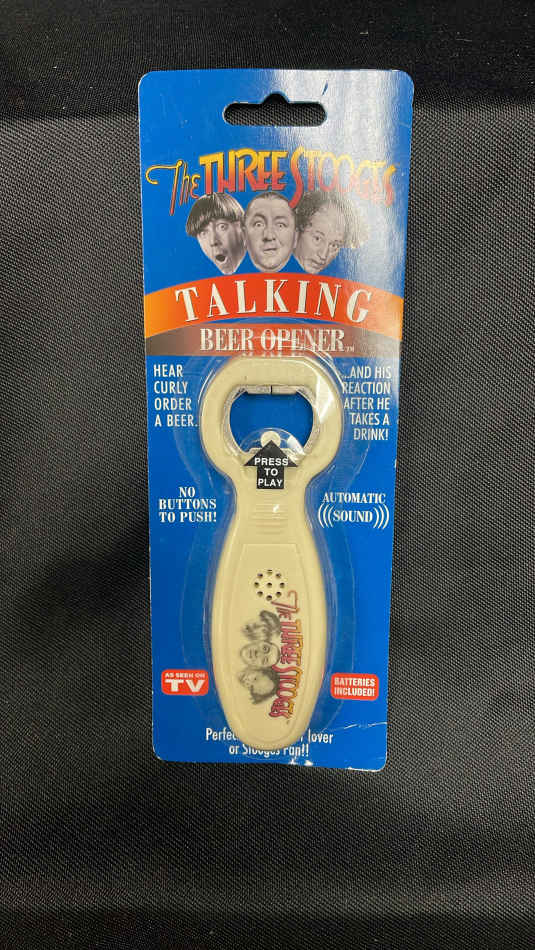 The THREE STOOGES
TALKING
BEER OPENER™
HEAR
CURLY
ORDER
A BEER.
...AND HIS
REACTION
AFTER HE
TAKES A
DRINK!
PRESS
TO
PLAY
NO
BUTTONS
TO PUSH!
AUTOMATIC
(((SOUND)))
The THREE STOOGES
AS SEEN ON
TV
BATTERIES
INCLUDED!
lover
or Stooges Fan!!